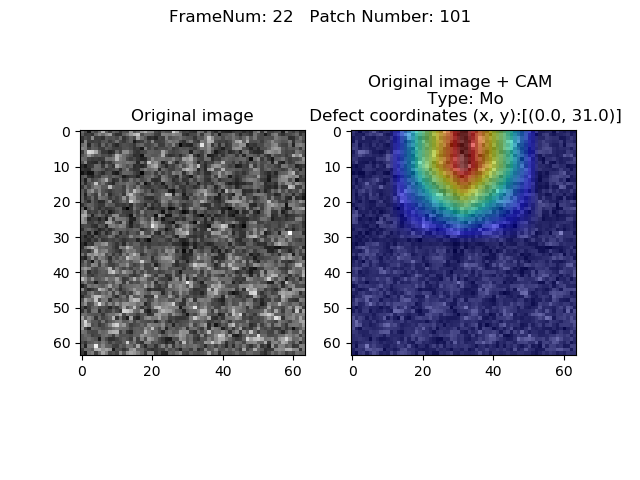 FrameNum: 22   Patch Number: 101
Original image
0
10
20
30
40
50
60
0 20 40 60
Original image + CAM
Type: Mo
Defect coordinates (x, y):[(0.0, 31.0)]
0
10
20
30
40
50
60
0 20 40 60